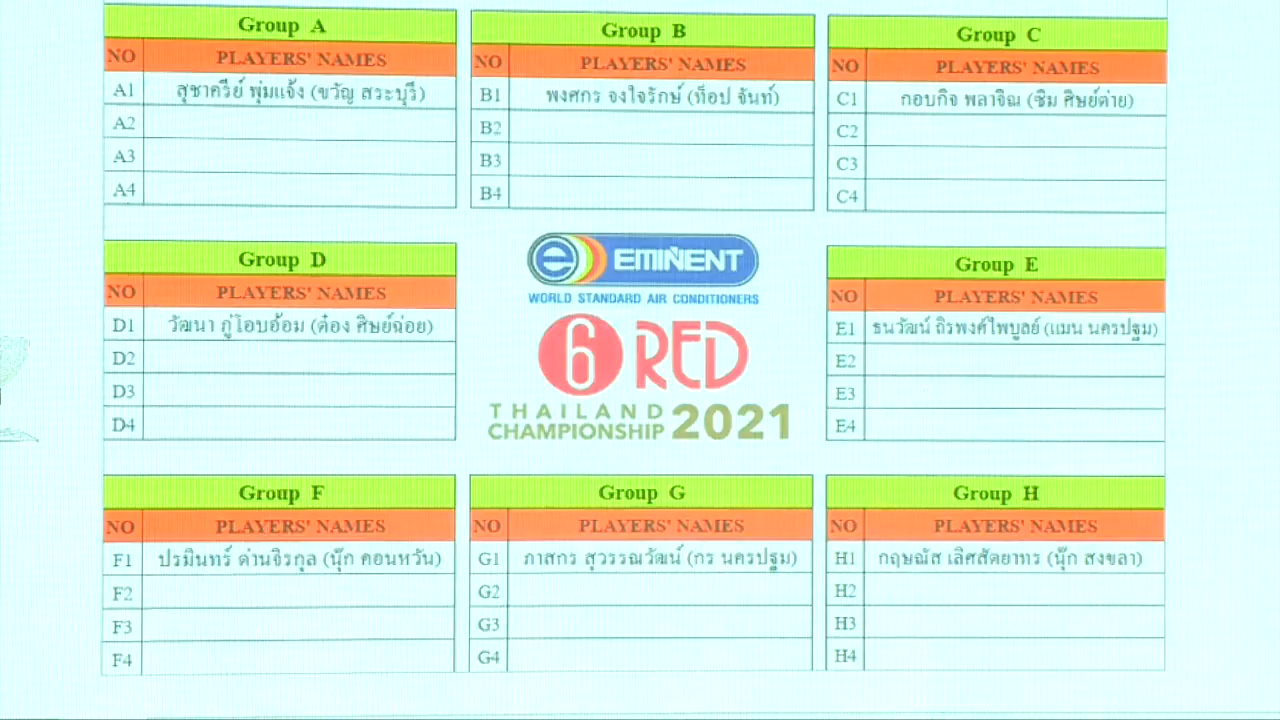 Group A
NO PLAYERS' NAMES
A1 สุชาครีย์ พุ่มแจ้ง (ขวัญ สระบุรี)
A2
A3
A4
Group B
NO PLAYERS' NAMES
B1 พงศกร จงใจรักษ์ (ท็อป จันท์)
B2
B3
B4
Group C
NO PLAYERS' NAMES
C1 กอบกิจ พลาจิณ (ซิม ศิษย์ต่าย)
C2
C3
C4
Group D
NO PLAYERS' NAMES
D1 วัฒนา ภู่โอบอ้อม (ต๋อง ศิษย์ฉ่อย)
D2
D3
D4
e EMINENT
WORLD STANDARD AIR CONDITIONERS
6 RED
THAILAND
CHAMPIONSHIP 2021
Group E
NO PLAYERS' NAMES
E1 ธนวัฒน์ ถิรพงศ์ไพบูลย์ (แมน นครปฐม)
E2
E3
E4
Group F
NO PLAYERS' NAMES
F1 ปรมินทร์ ด่านจิรกุล (นุ๊ก คอนหวัน)
F2
F3
F4
Group G
NO PLAYERS' NAMES
G1 ภาสกร สุวรรณวัฒน์ (กร นครปฐม)
G2
G3
G4
Group H
NO PLAYERS' NAMES
H1 กฤษณัส เลิศสัตยาทร (นุ๊ก สงขลา)
H2
H3
H4